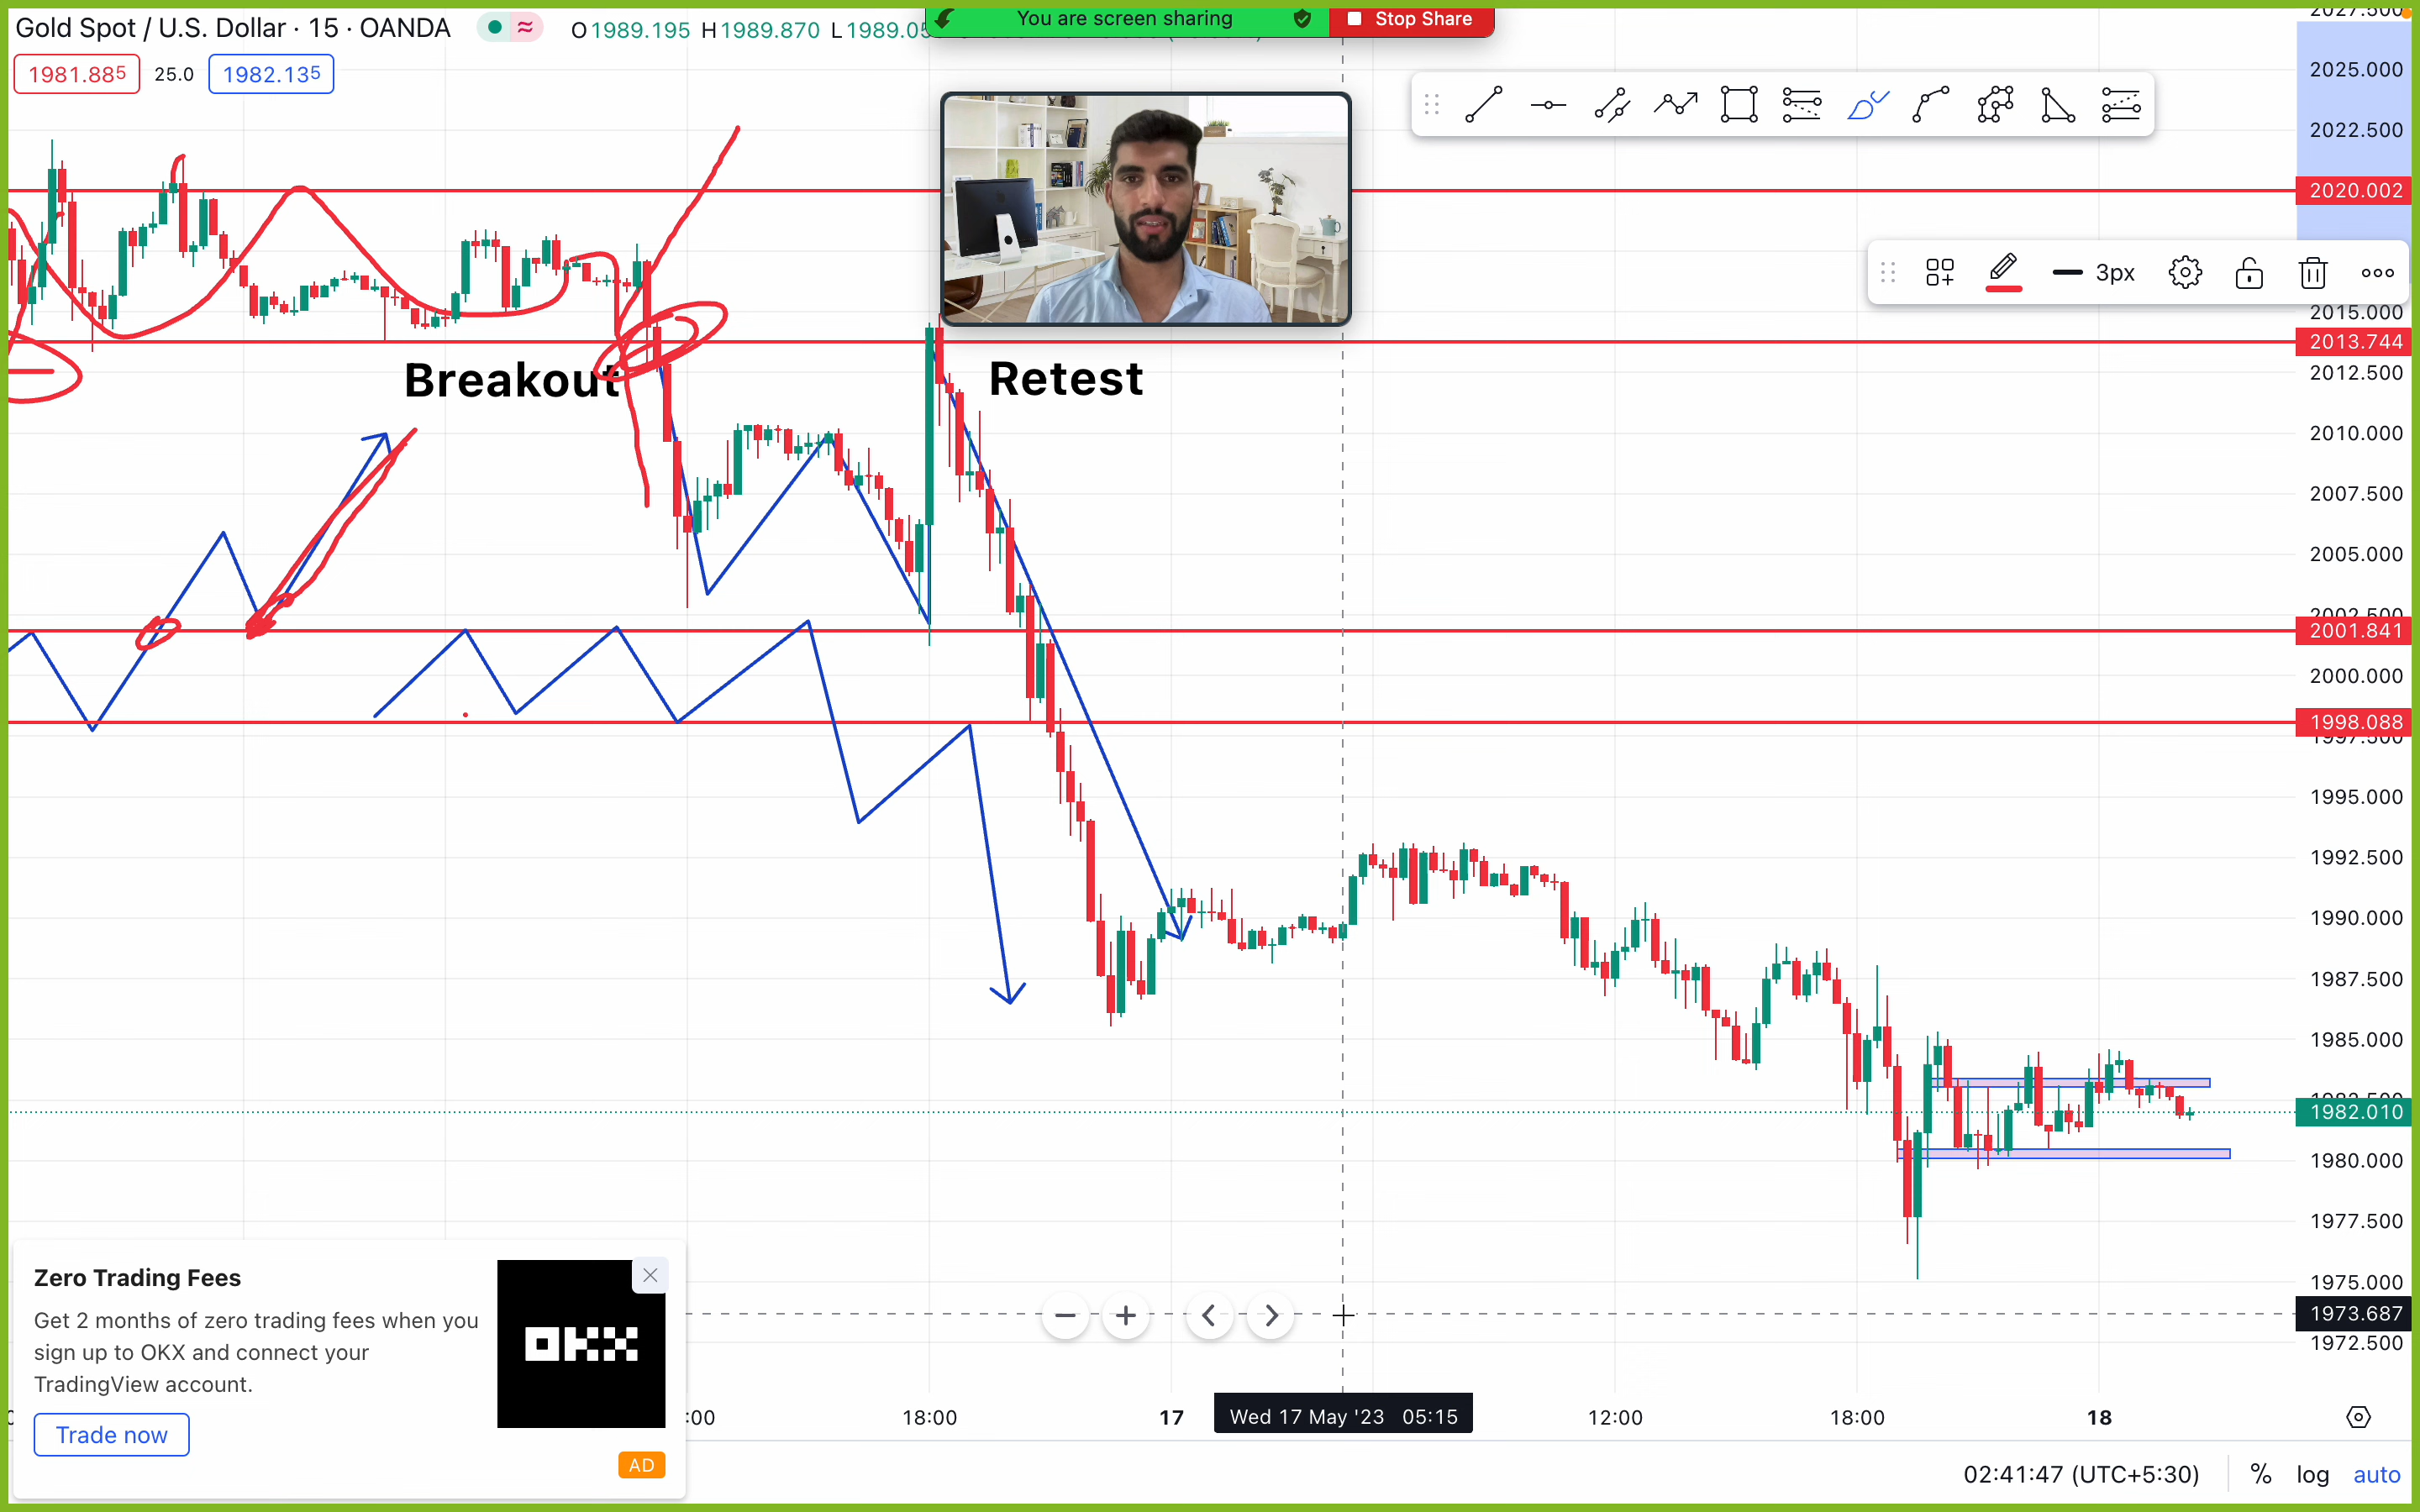 Gold Spot / U.S. Dollar · 15 · OANDA
O1989.195 H1989.870 L1989.05
You are screen sharing
Stop Share
1981.885 25.0 1982.135
3px
2025.000
2022.500
2020.002
2015.000
2013.744
2012.500
2010.000
2007.500
2005.000
2002.500
2001.841
2000.000
1998.088
1997.500
1995.000
1992.500
1990.000
1987.500
1985.000
1982.010
1980.000
1977.500
1975.000
1973.687
1972.500
Breakout
Retest
Zero Trading Fees
Get 2 months of zero trading fees when you
sign up to OKX and connect your
TradingView account.
Trade now
OKX
AD
:00 18:00 17 Wed 17 May '23 05:15 12:00 18:00 18
02:41:47 (UTC+5:30) % log auto